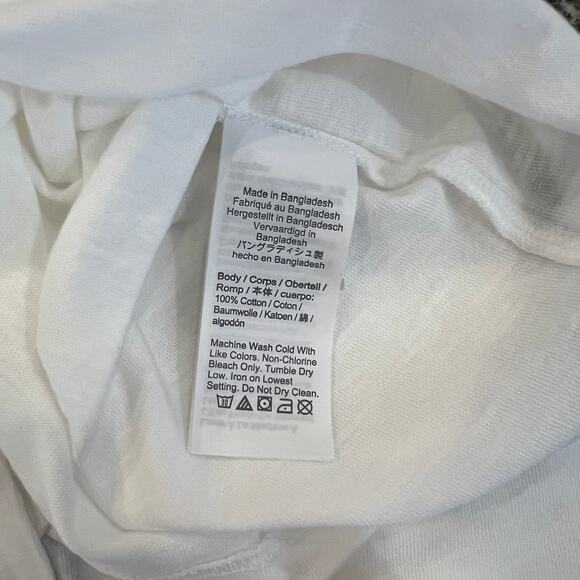 Made in Bangladesh
Fabriqué au Bangladesh
Hergestellt in Bangladesch
Vervaardigd in
Bangladesh
バングラディシュ製
hecho en Bangladesh
Body / Corps / Oberteil /
Romp / 本体 / cuerpo:
100% Cotton / Coton /
Baumwolle / Katoen / 綿 /
algodón
Machine Wash Cold With
Like Colors. Non-Chlorine
Bleach Only. Tumble Dry
Low. Iron on Lowest
Setting. Do Not Dry Clean.
30